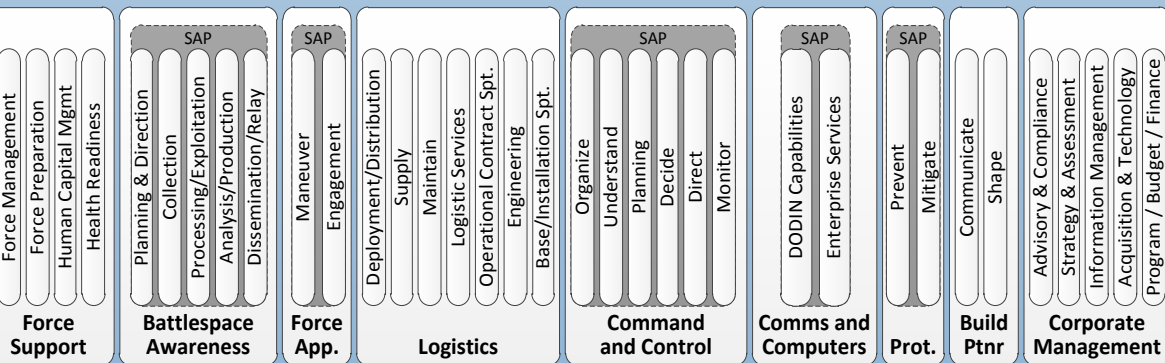 Force Management
Force Preparation
Human Capital Mgmt
Health Readiness
Force
Support
SAP
Planning & Direction
Collection
Processing/Exploitation
Analysis/Production
Dissemination/Relay
Battlespace
Awareness
SAP
Maneuver
Engagement
Force
App.
Deployment/Distribution
Supply
Maintain
Logistic Services
Operational Contract Spt.
Engineering
Base/Installation Spt.
Logistics
SAP
Organize
Understand
Planning
Decide
Direct
Monitor
Command
and Control
SAP
DODIN Capabilities
Enterprise Services
Comms and
Computers
SAP
Prevent
Mitigate
Prot.
Communicate
Shape
Build
Ptnr
Advisory & Compliance
Strategy & Assessment
Information Management
Acquisition & Technology
Program / Budget / Finance
Corporate
Management